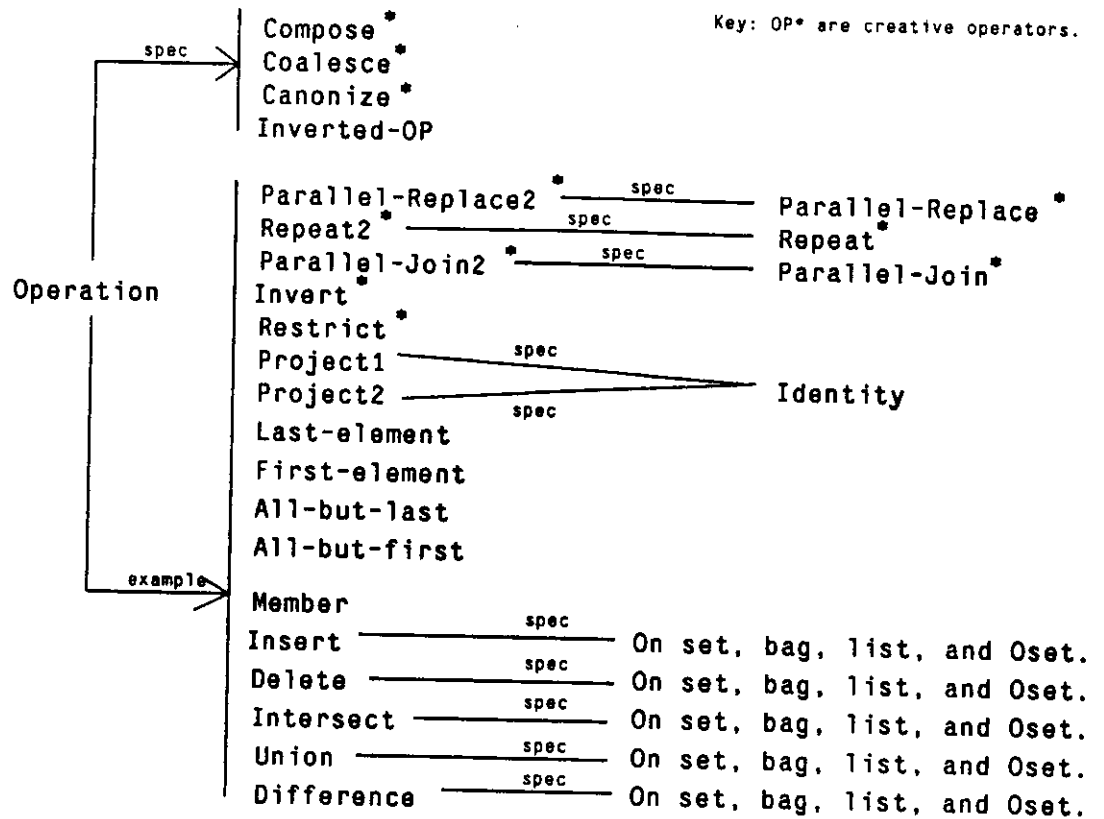 Key: OP* are creative operators.
Compose*
spec
Coalesce*
Canonize*
Inverted-OP
Parallel-Replace2* spec Parallel-Replace*
Repeat2* spec Repeat*
Parallel-Join2* spec Parallel-Join*
Operation
Invert*
Restrict*
Project1 spec
Identity
Project2 spec
Last-element
First-element
All-but-last
All-but-first
example
Member
Insert spec On set, bag, list, and Oset.
Delete spec On set, bag, list, and Oset.
Intersect spec On set, bag, list, and Oset.
Union spec On set, bag, list, and Oset.
Difference spec On set, bag, list, and Oset.